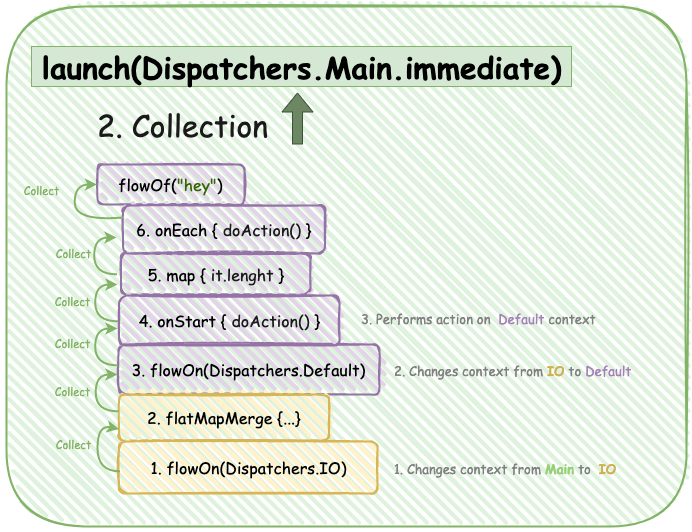 launch(Dispatchers.Main.immediate)
2. Collection
flowOf("hey")
Collect
6. onEach { doAction() }
Collect
5. map { it.lenght }
Collect
4. onStart { doAction() }
3. Performs action on Default context
Collect
3. flowOn(Dispatchers.Default)
2. Changes context from IO to Default
Collect
2. flatMapMerge {...}
Collect
1. flowOn(Dispatchers.IO)
1. Changes context from Main to IO